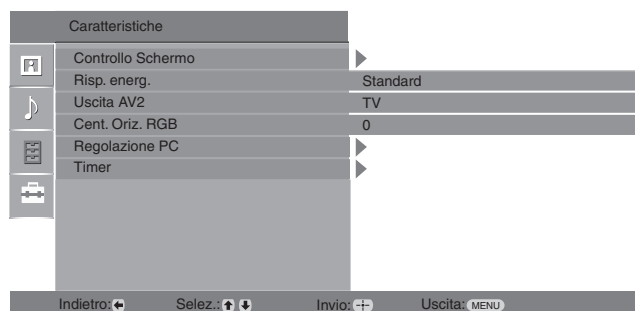 Caratteristiche
Controllo Schermo
Risp. energ. Standard
Uscita AV2 TV
Cent. Oriz. RGB 0
Regolazione PC
Timer
Indietro: Selez.: Invio: Uscita: MENU